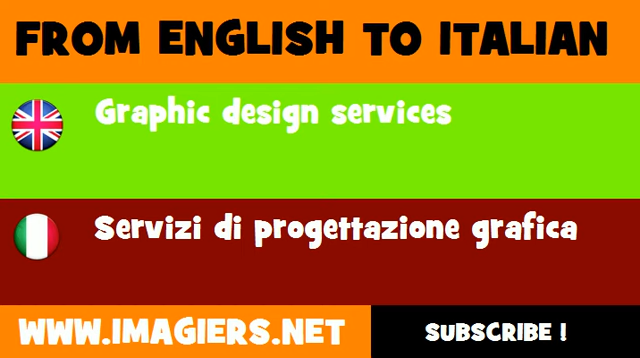 FROM ENGLISH TO ITALIAN
Graphic design services
Servizi di progettazione grafica
WWW.IMAGIERS.NET
SUBSCRIBE !